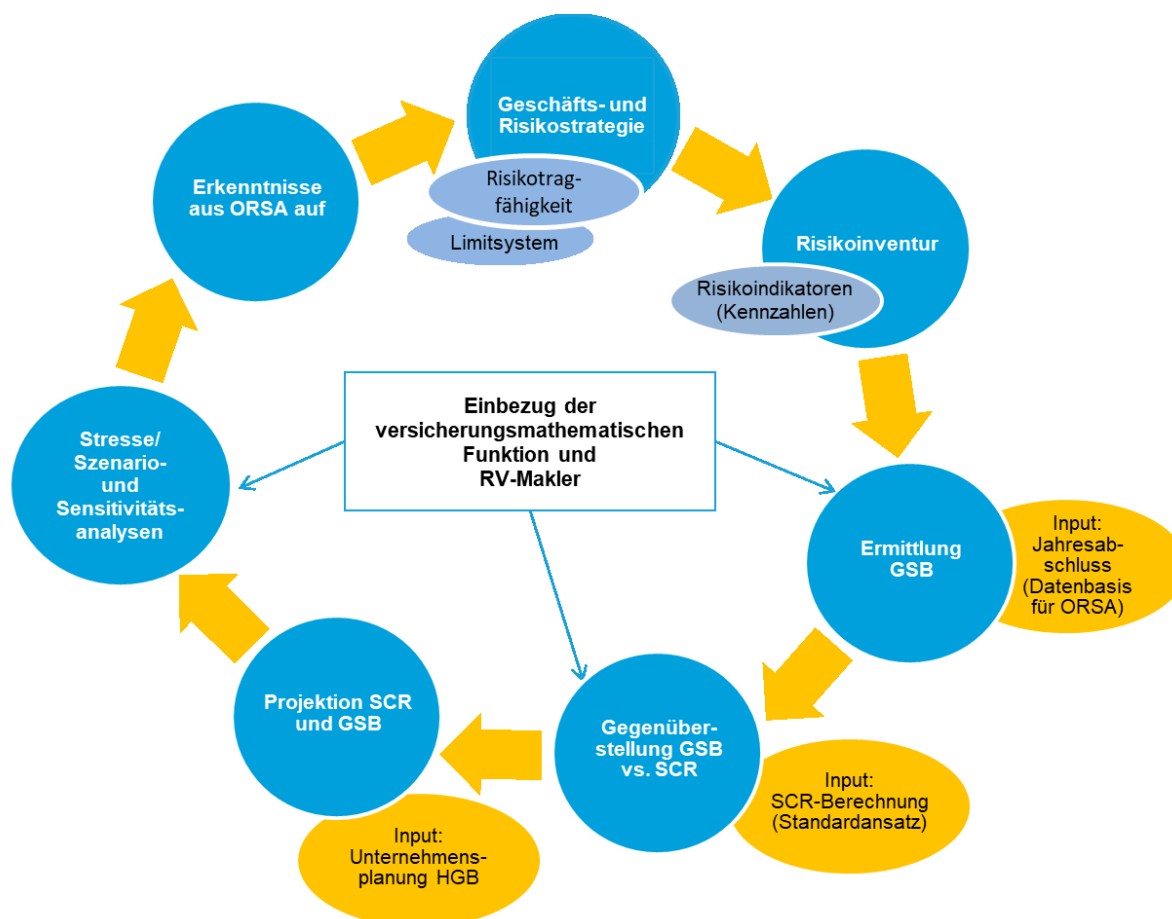 Geschäfts- und
Risikostrategie
Risikotrag-
fähigkeit
Limitsystem
Risikoinventur
Risikoindikatoren
(Kennzahlen)
Ermittlung
GSB
Input:
Jahresab-
schluss
(Datenbasis
für ORSA)
Gegenüber-
stellung GSB
vs. SCR
Input:
SCR-Berechnung
(Standardansatz)
Projektion SCR
und GSB
Input:
Unternehmens-
planung HGB
Stresse/
Szenario-
und
Sensitivitäts-
analysen
Erkenntnisse
aus ORSA auf
Einbezug der
versicherungsmathematischen
Funktion und
RV-Makler